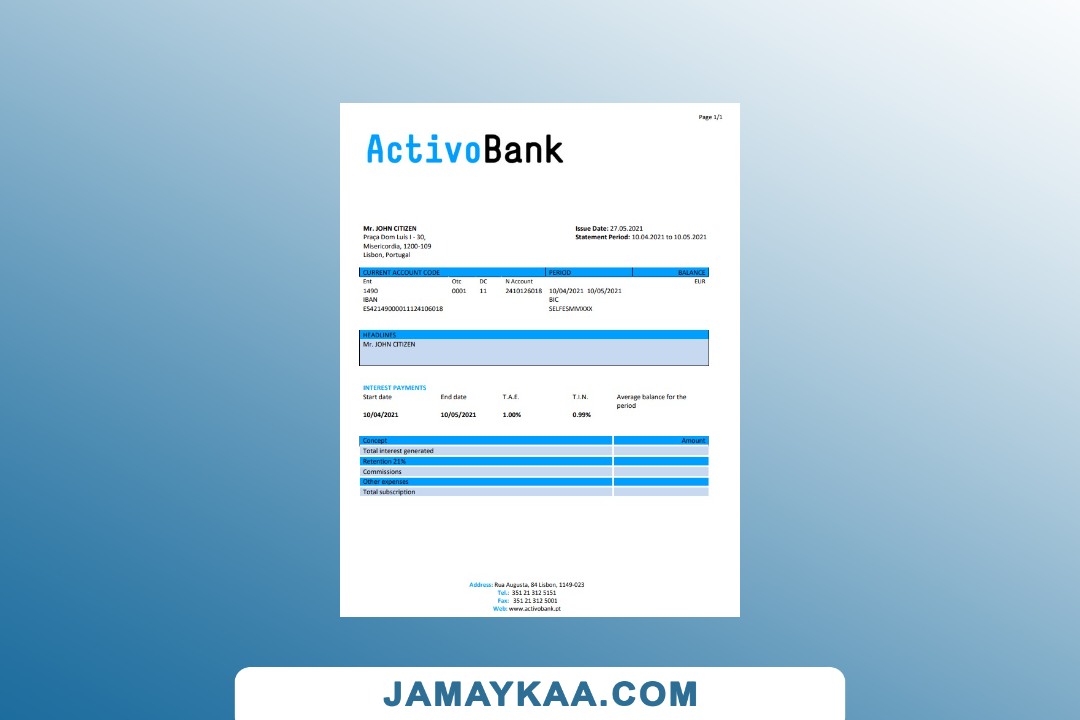 Page 1/1
ActivoBank
Mr. JOHN CITIZEN
Praça Dom Luis I - 30,
Misericordia, 1200-109
Lisbon, Portugal
Issue Date: 27.05.2021
Statement Period: 10.04.2021 to 10.05.2021
CURRENT ACCOUNT CODE PERIOD BALANCE
Ent Otc DC N Account EUR
1490 0001 11 2410126018 10/04/2021 10/05/2021
IBAN BIC
ES42149000011124106018 SELFESMMXXX
HEADLINES
Mr. JOHN CITIZEN
INTEREST PAYMENTS
Start date End date T.A.E. T.I.N. Average balance for the
period
10/04/2021 10/05/2021 1.00% 0.99%
Concept Amount
Total interest generated
Retention 21%
Commissions
Other expenses
Total subscription
Address: Rua Augusta, 84 Lisbon, 1149-023
Tel.: 351 21 312 5151
Fax: 351 21 312 5001
Web: www.activobank.pt
JAMAYKAA.COM